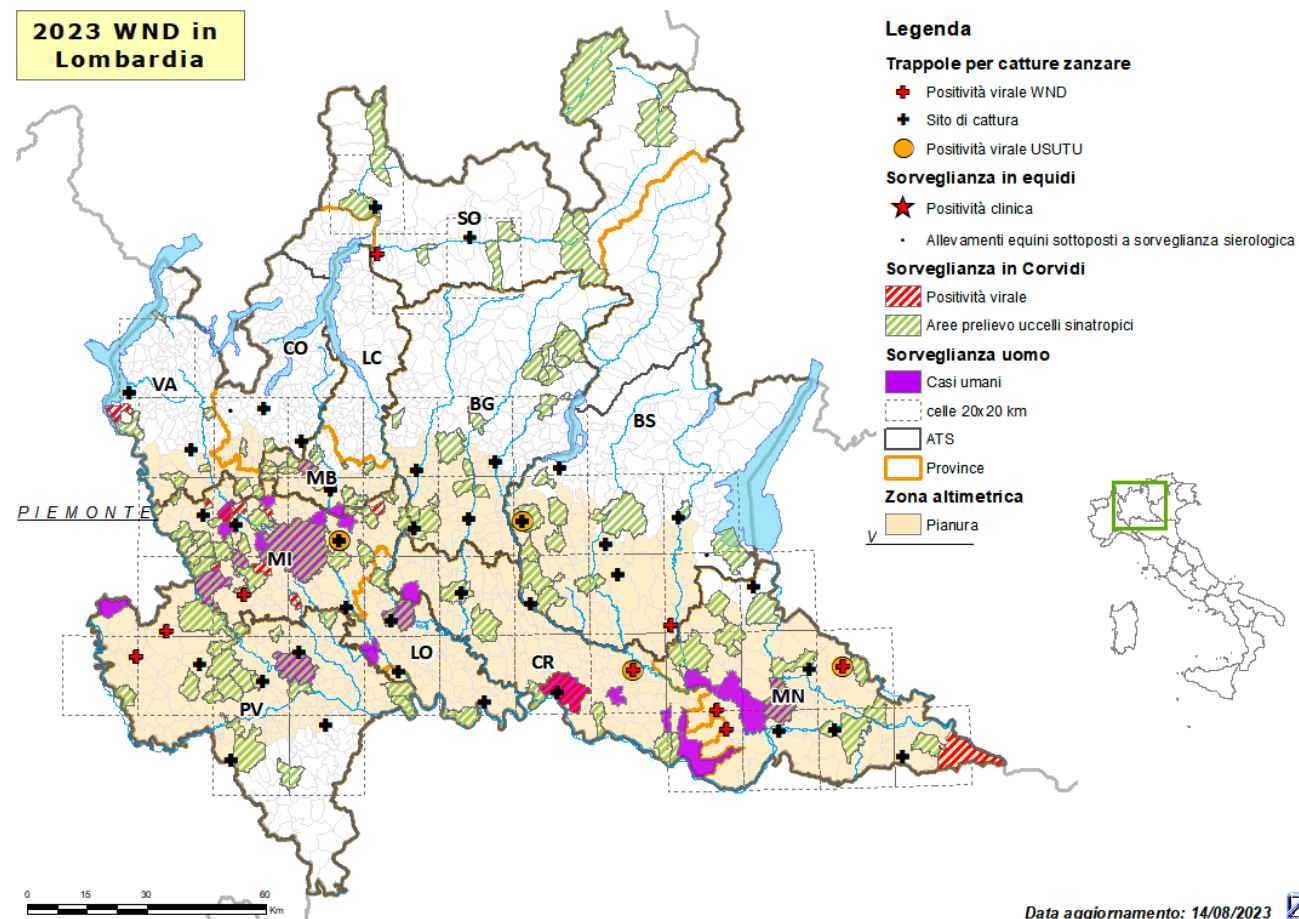 2023 WND in
Lombardia
Legenda
Trappole per catture zanzare
Positività virale WND
Sito di cattura
Positività virale USUTU
Sorveglianza in equidi
Positività clinica
Allevamenti equini sottoposti a sorveglianza sierologica
Sorveglianza in Corvidi
Positività virale
Aree prelievo uccelli sinatropici
Sorveglianza uomo
Casi umani
celle 20x20 km
ATS
Province
Zona altimetrica
Pianura
SO
CO
LC
VA
BG
BS
MB
PIEMONTE
V
MI
LO
CR
MN
PV
0 15 30 60
Km
Data aggiornamento: 14/08/2023